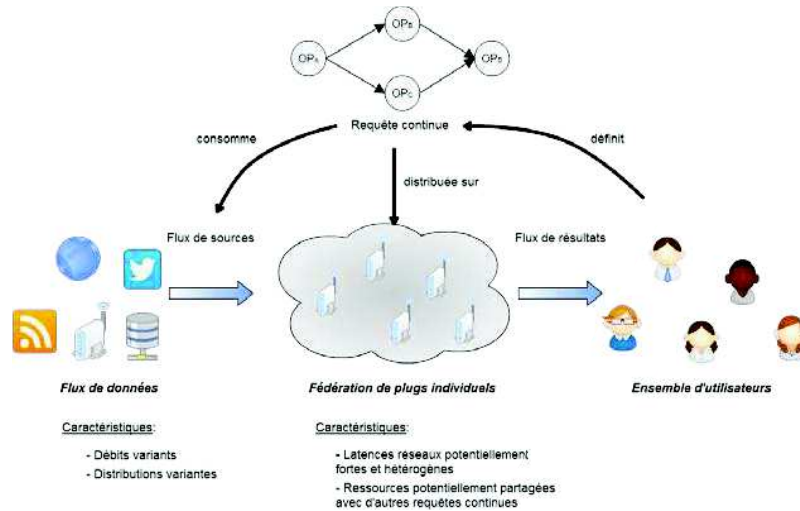 OPB
OPA
OPD
OPC
Requête continue
consomme
définit
distribuée sur
Flux de sources
Flux de résultats
Flux de données
Fédération de plugs individuels
Ensemble d'utilisateurs
Caractéristiques:
- Débits variants
- Distributions variantes
Caractéristiques:
- Latences réseaux potentiellement
fortes et hétérogènes
- Ressources potentiellement partagées
avec d'autres requêtes continues